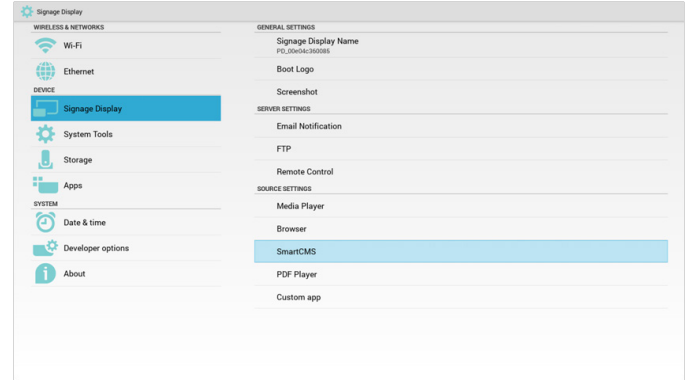 Signage Display
WIRELESS & NETWORKS
Wi-Fi
Ethernet
DEVICE
Signage Display
System Tools
Storage
Apps
SYSTEM
Date & time
Developer options
About
GENERAL SETTINGS
Signage Display Name
PD_00e04c360085
Boot Logo
Screenshot
SERVER SETTINGS
Email Notification
FTP
Remote Control
SOURCE SETTINGS
Media Player
Browser
SmartCMS
PDF Player
Custom app